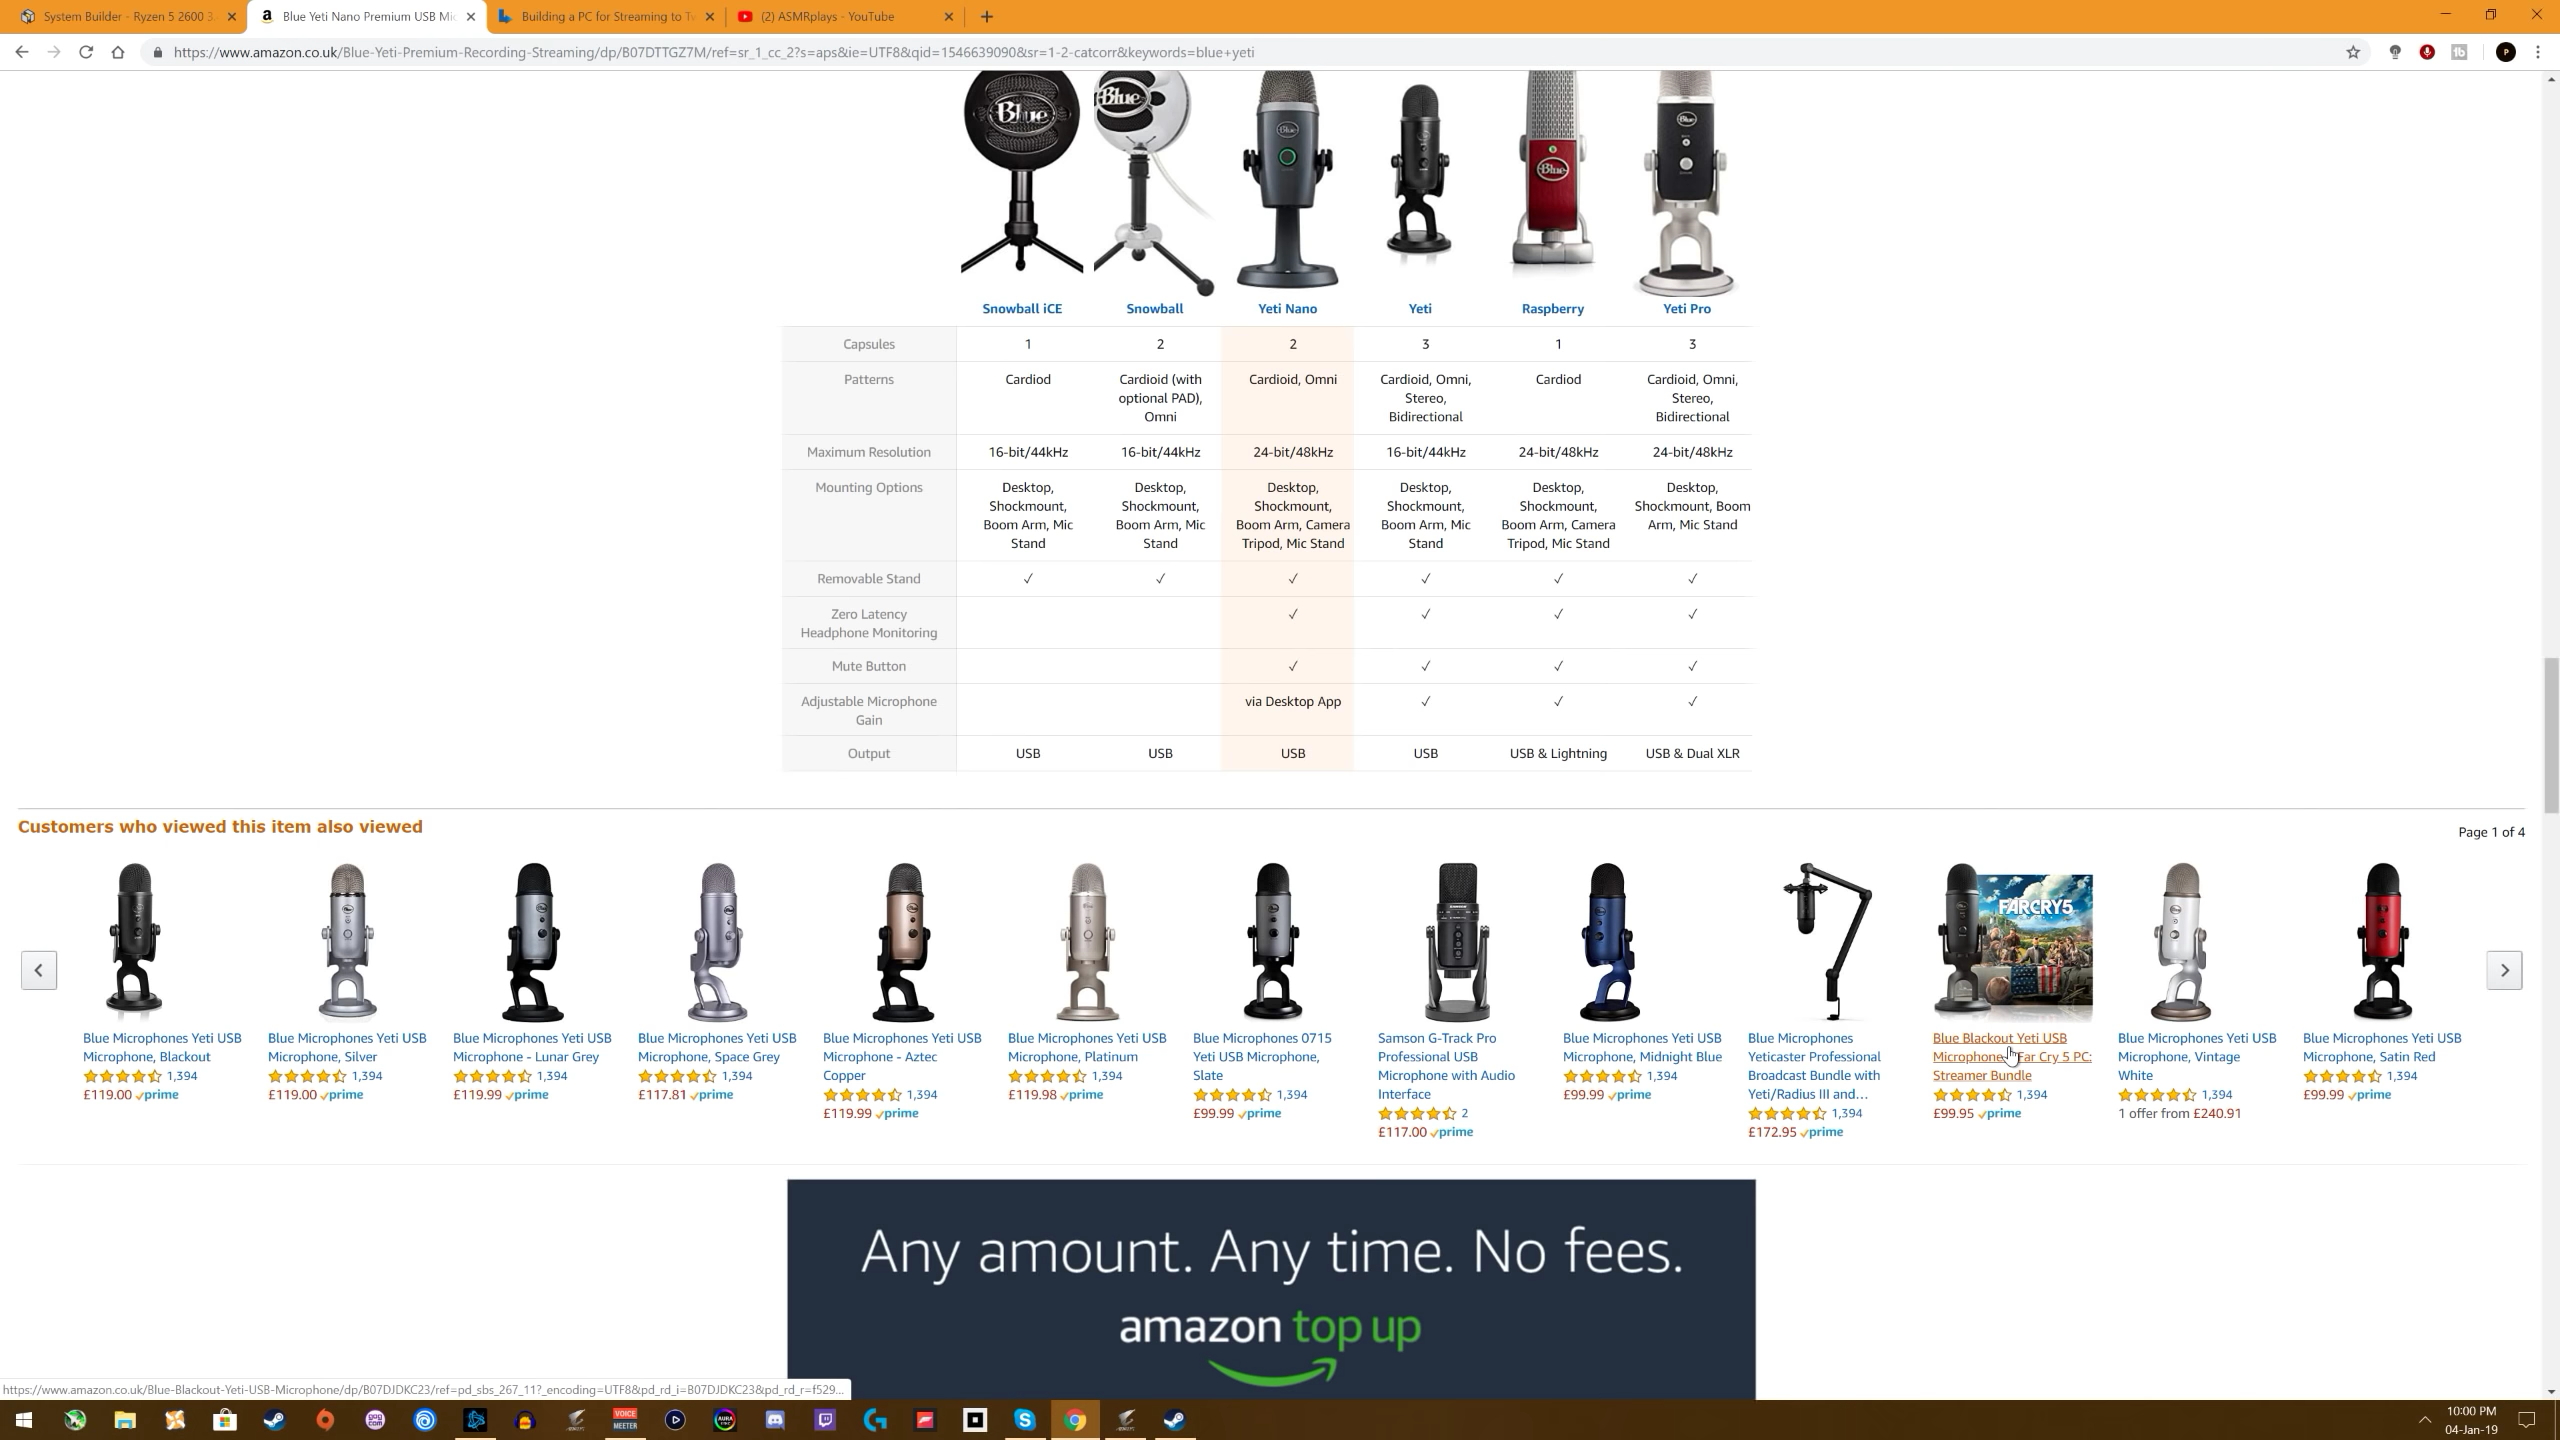 System Builder - Ryzen 5 2600 3.
Blue Yeti Nano Premium USB Mic
Building a PC for Streaming to Tw
(2) ASMRplays - YouTube
https://www.amazon.co.uk/Blue-Yeti-Premium-Recording-Streaming/dp/B07DTTGZ7M/ref=sr_1_cc_2?s=aps&ie=UTF8&qid=1546639090&sr=1-2-catcorr&keywords=blue+yeti
Blue Blue Blue Blue Blue
Snowball iCE Snowball Yeti Nano Yeti Raspberry Yeti Pro
Capsules 1 2 2 3 1 3
Patterns Cardiod Cardioid (with Cardioid, Omni Cardioid, Omni, Cardiod Cardioid, Omni,
optional PAD), Stereo, Stereo,
Omni Bidirectional Bidirectional
Maximum Resolution 16-bit/44kHz 16-bit/44kHz 24-bit/48kHz 16-bit/44kHz 24-bit/48kHz 24-bit/48kHz
Mounting Options Desktop, Desktop, Desktop, Desktop, Desktop, Desktop,
Shockmount, Shockmount, Shockmount, Shockmount, Shockmount, Shockmount, Boom
Boom Arm, Mic Boom Arm, Mic Boom Arm, Camera Boom Arm, Mic Boom Arm, Camera Arm, Mic Stand
Stand Stand Tripod, Mic Stand Stand Tripod, Mic Stand
Removable Stand ✓ ✓ ✓ ✓ ✓ ✓
Zero Latency ✓ ✓ ✓ ✓
Headphone Monitoring
Mute Button ✓ ✓ ✓ ✓
Adjustable Microphone via Desktop App ✓ ✓ ✓
Gain
Output USB USB USB USB USB & Lightning USB & Dual XLR
Customers who viewed this item also viewed
Page 1 of 4
FARCRY5
Blue Microphones Yeti USB
Microphone, Blackout
1,394
£119.00 prime
Blue Microphones Yeti USB
Microphone, Silver
1,394
£119.00 prime
Blue Microphones Yeti USB
Microphone - Lunar Grey
1,394
£119.99 prime
Blue Microphones Yeti USB
Microphone, Space Grey
1,394
£117.81 prime
Blue Microphones Yeti USB
Microphone - Aztec
Copper
1,394
£119.99 prime
Blue Microphones Yeti USB
Microphone, Platinum
1,394
£119.98 prime
Blue Microphones 0715
Yeti USB Microphone,
Slate
1,394
£99.99 prime
Samson G-Track Pro
Professional USB
Microphone with Audio
Interface
2
£117.00 prime
Blue Microphones Yeti USB
Microphone, Midnight Blue
1,394
£99.99 prime
Blue Microphones
Yeticaster Professional
Broadcast Bundle with
Yeti/Radius III and...
1,394
£172.95 prime
Blue Blackout Yeti USB
Microphone Far Cry 5 PC:
Streamer Bundle
1,394
£99.95 prime
Blue Microphones Yeti USB
Microphone, Vintage
White
1,394
1 offer from £240.91
Blue Microphones Yeti USB
Microphone, Satin Red
1,394
£99.99 prime
Any amount. Any time. No fees.
amazon top up
https://www.amazon.co.uk/Blue-Blackout-Yeti-USB-Microphone/dp/B07DJDKC23/ref=pd_sbs_267_11?_encoding=UTF8&pd_rd_i=B07DJDKC23&pd_rd_r=f529...
VOICE
MEETER
10:00 PM
04-Jan-19